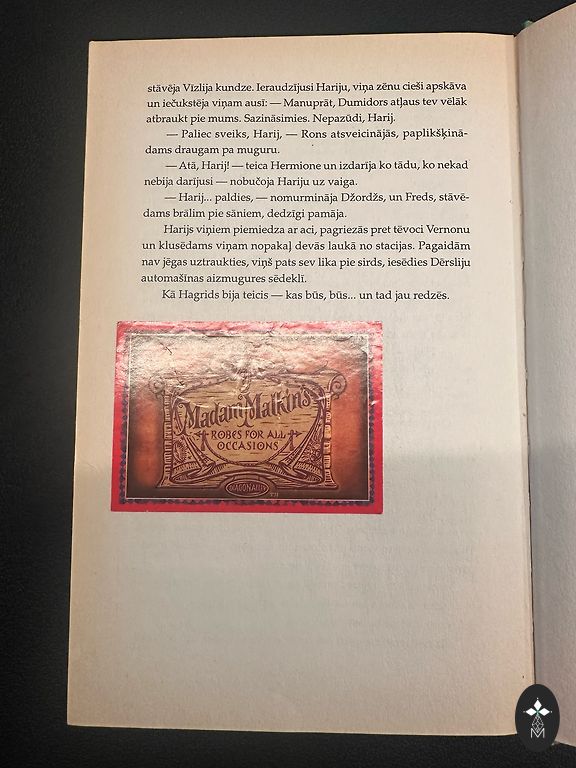 stāvēja Vizlija kundze. Ieraudzījusi Hariju, viņa zēnu cieši apskāva
un iečukstēja viņam ausī: — Manuprāt, Dumidors atļaus tev vēlāk
atbraukt pie mums. Sazināsimies. Nepazūdi, Harij.
— Paliec sveiks, Harij, — Rons atsveicinājās, paplikšķinā-
dams draugam pa muguru.
— Atā, Harij! — teica Hermione un izdarīja ko tādu, ko nekad
nebija darījusi — nobučoja Hariju uz vaiga.
— Harij... paldies, — nomurmināja Džordžs, un Freds, stāvē-
dams brālim pie sāniem, dedzīgi pamāja.
Harijs viņiem piemiedza ar aci, pagriezās pret tēvoci Vernonu
un klusēdams viņam nopakaļ devās laukā no stacijas. Pagaidām
nav jēgas uztraukties, viņš pats sev lika pie sirds, iesēdies Dērsliju
automašīnas aizmugures sēdeklī.
Kā Hagrids bija teicis — kas būs, būs... un tad jau redzēs.
Madam Malkin's
ROBES FOR ALL
OCCASIONS
DIAGON ALLEY
TM
M